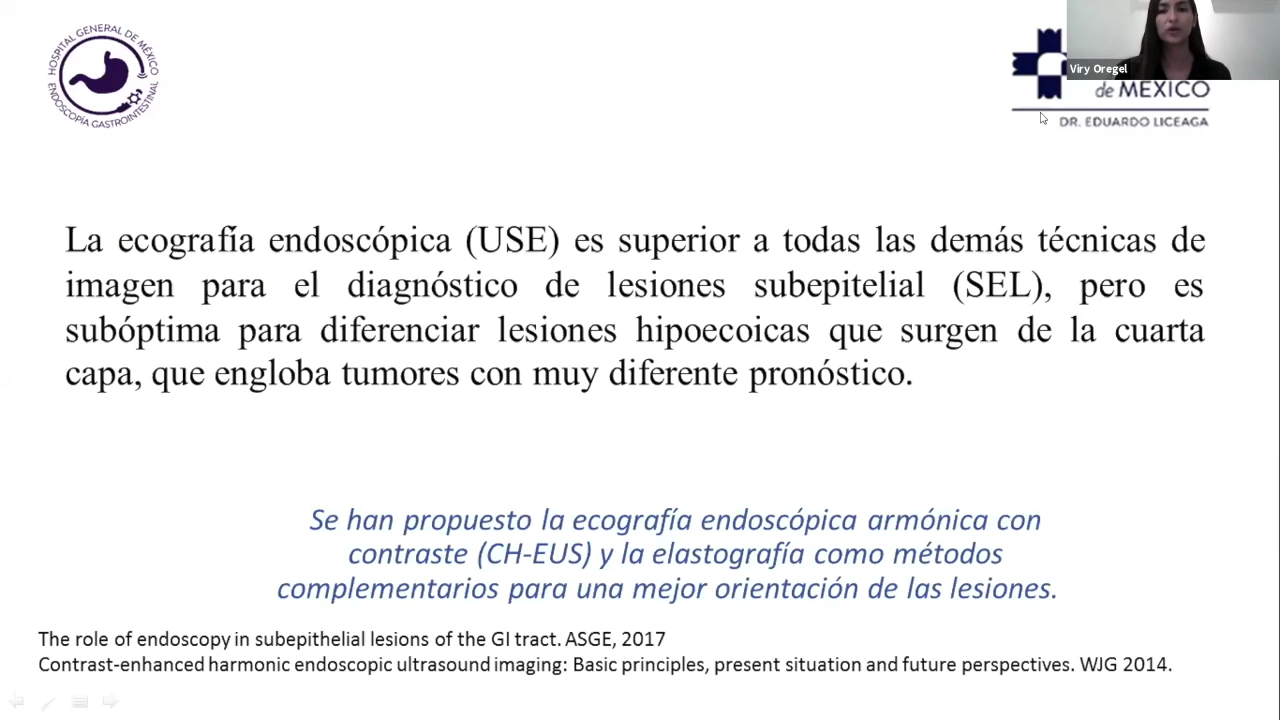 HOSPITAL GENERAL DE MÉXICO
ENDOSCOPÍA GASTROINTESTINAL
Viry Oregel
de MÉXICO
DR. EDUARDO LICEAGA
La ecografía endoscópica (USE) es superior a todas las demás técnicas de
imagen para el diagnóstico de lesiones subepitelial (SEL), pero es
subóptima para diferenciar lesiones hipoecoicas que surgen de la cuarta
capa, que engloba tumores con muy diferente pronóstico.
Se han propuesto la ecografía endoscópica armónica con
contraste (CH-EUS) y la elastografía como métodos
complementarios para una mejor orientación de las lesiones.
The role of endoscopy in subepithelial lesions of the GI tract. ASGE, 2017
Contrast-enhanced harmonic endoscopic ultrasound imaging: Basic principles, present situation and future perspectives. WJG 2014.